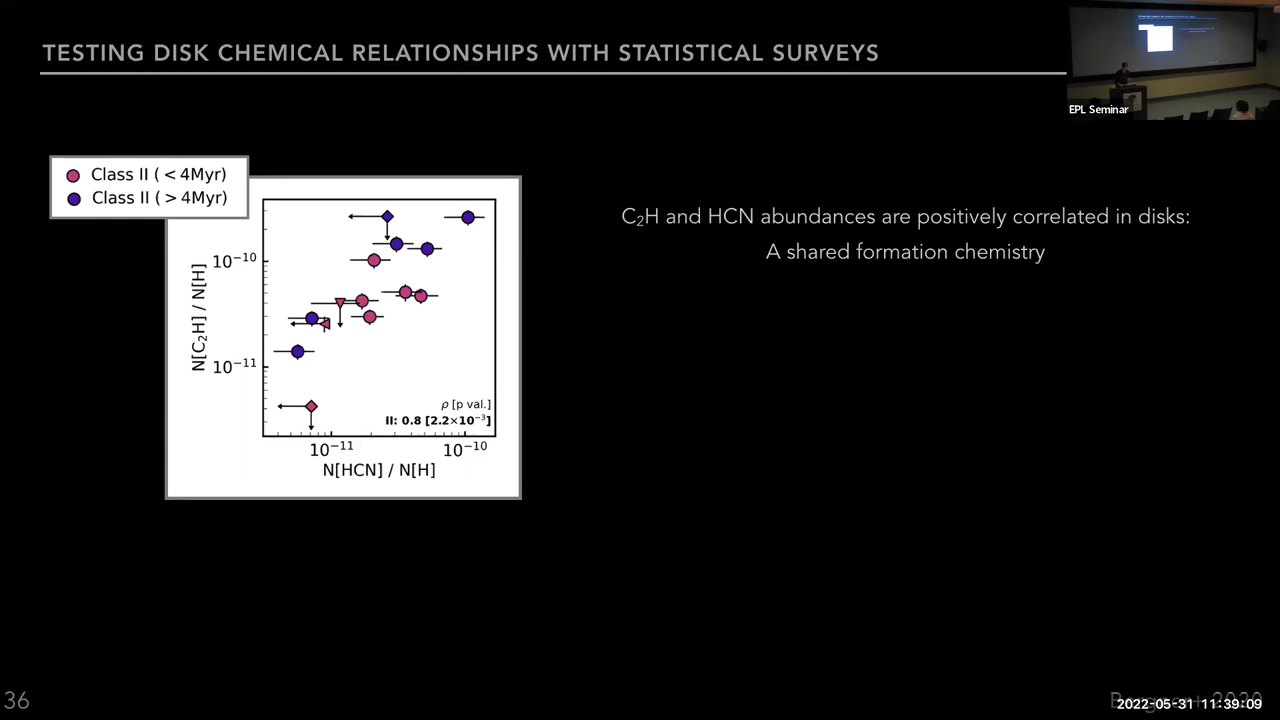 TESTING DISK CHEMICAL RELATIONSHIPS WITH STATISTICAL SURVEYS
EPL Seminar
Class II (<4Myr)
Class II (>4Myr)
C₂H and HCN abundances are positively correlated in disks:
A shared formation chemistry
N[C₂H] / N[H]
10⁻¹⁰
10⁻¹¹
ρ [p val.]
II: 0.8 [2.2×10⁻³]
10⁻¹¹ 10⁻¹⁰
N[HCN] / N[H]
36
Bergner+ 2020
2022-05-31 11:39:09